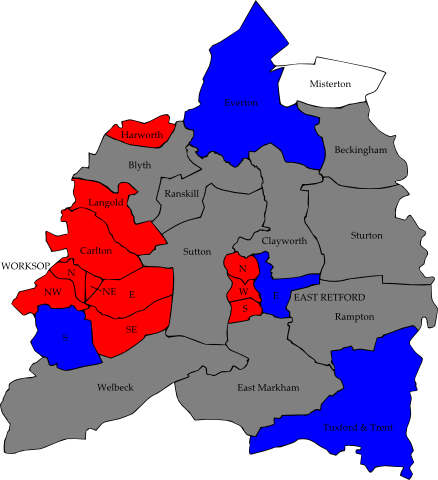 Misterton
Everton
Harworth
Beckingham
Blyth
Ranskill
Langold
Sturton
Clayworth
Carlton
Sutton
WORKSOP
N
N
NW
NE
E
W
E
EAST RETFORD
S
Rampton
S
SE
Welbeck
East Markham
Tuxford & Trent